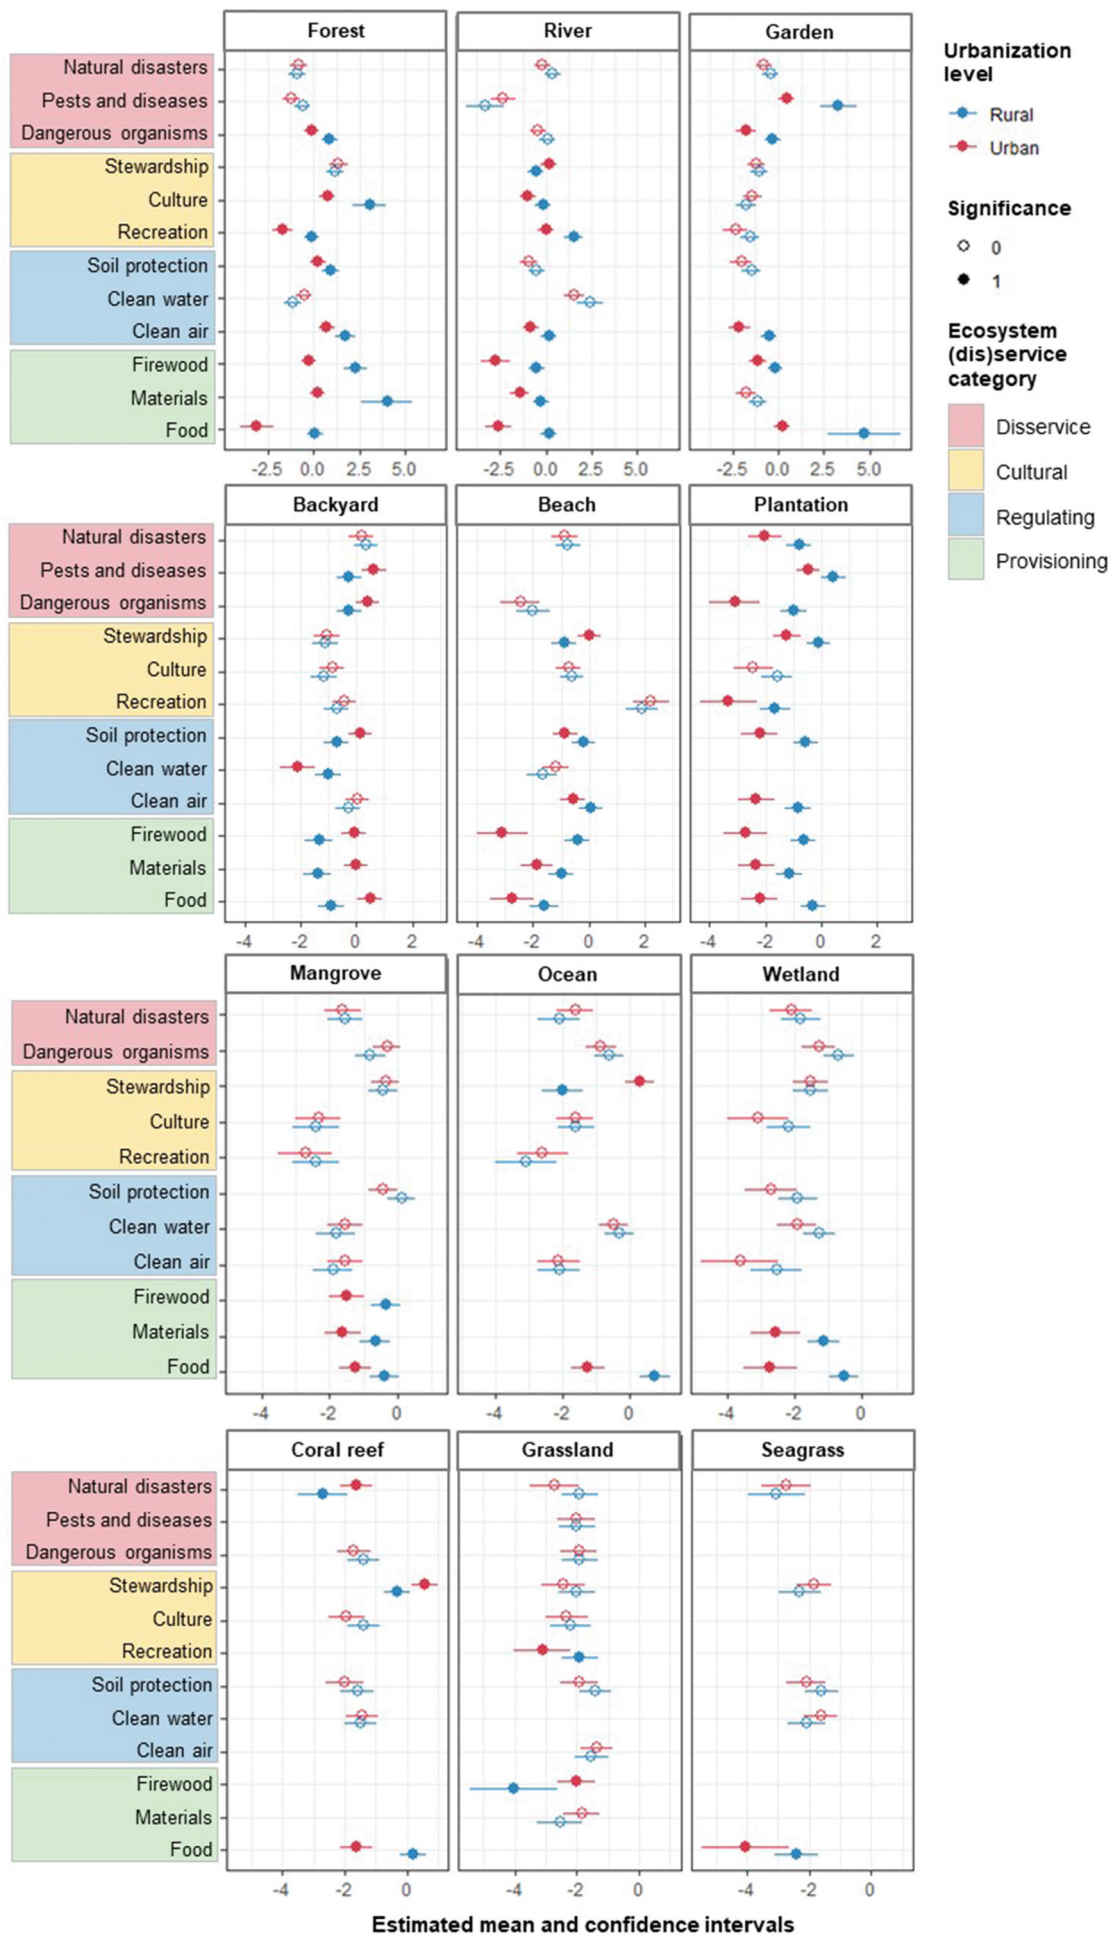 Forest
River
Garden
Natural disasters
Pests and diseases
Dangerous organisms
Stewardship
Culture
Recreation
Soil protection
Clean water
Clean air
Firewood
Materials
Food
-2.5 0.0 2.5 5.0
-2.5 0.0 2.5 5.0
-2.5 0.0 2.5 5.0
Urbanization
level
Rural
Urban
Significance
0
1
Ecosystem
(dis)service
category
Disservice
Cultural
Regulating
Provisioning
Backyard
Beach
Plantation
Natural disasters
Pests and diseases
Dangerous organisms
Stewardship
Culture
Recreation
Soil protection
Clean water
Clean air
Firewood
Materials
Food
-4 -2 0 2
-4 -2 0 2
-4 -2 0 2
Mangrove
Ocean
Wetland
Natural disasters
Dangerous organisms
Stewardship
Culture
Recreation
Soil protection
Clean water
Clean air
Firewood
Materials
Food
-4 -2 0
-4 -2 0
-4 -2 0
Coral reef
Grassland
Seagrass
Natural disasters
Pests and diseases
Dangerous organisms
Stewardship
Culture
Recreation
Soil protection
Clean water
Clean air
Firewood
Materials
Food
-4 -2 0
-4 -2 0
-4 -2 0
Estimated mean and confidence intervals